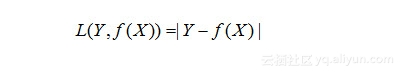 L(Y, f(X)) =| Y − f(X) |
云栖社区 yq.aliyun.com